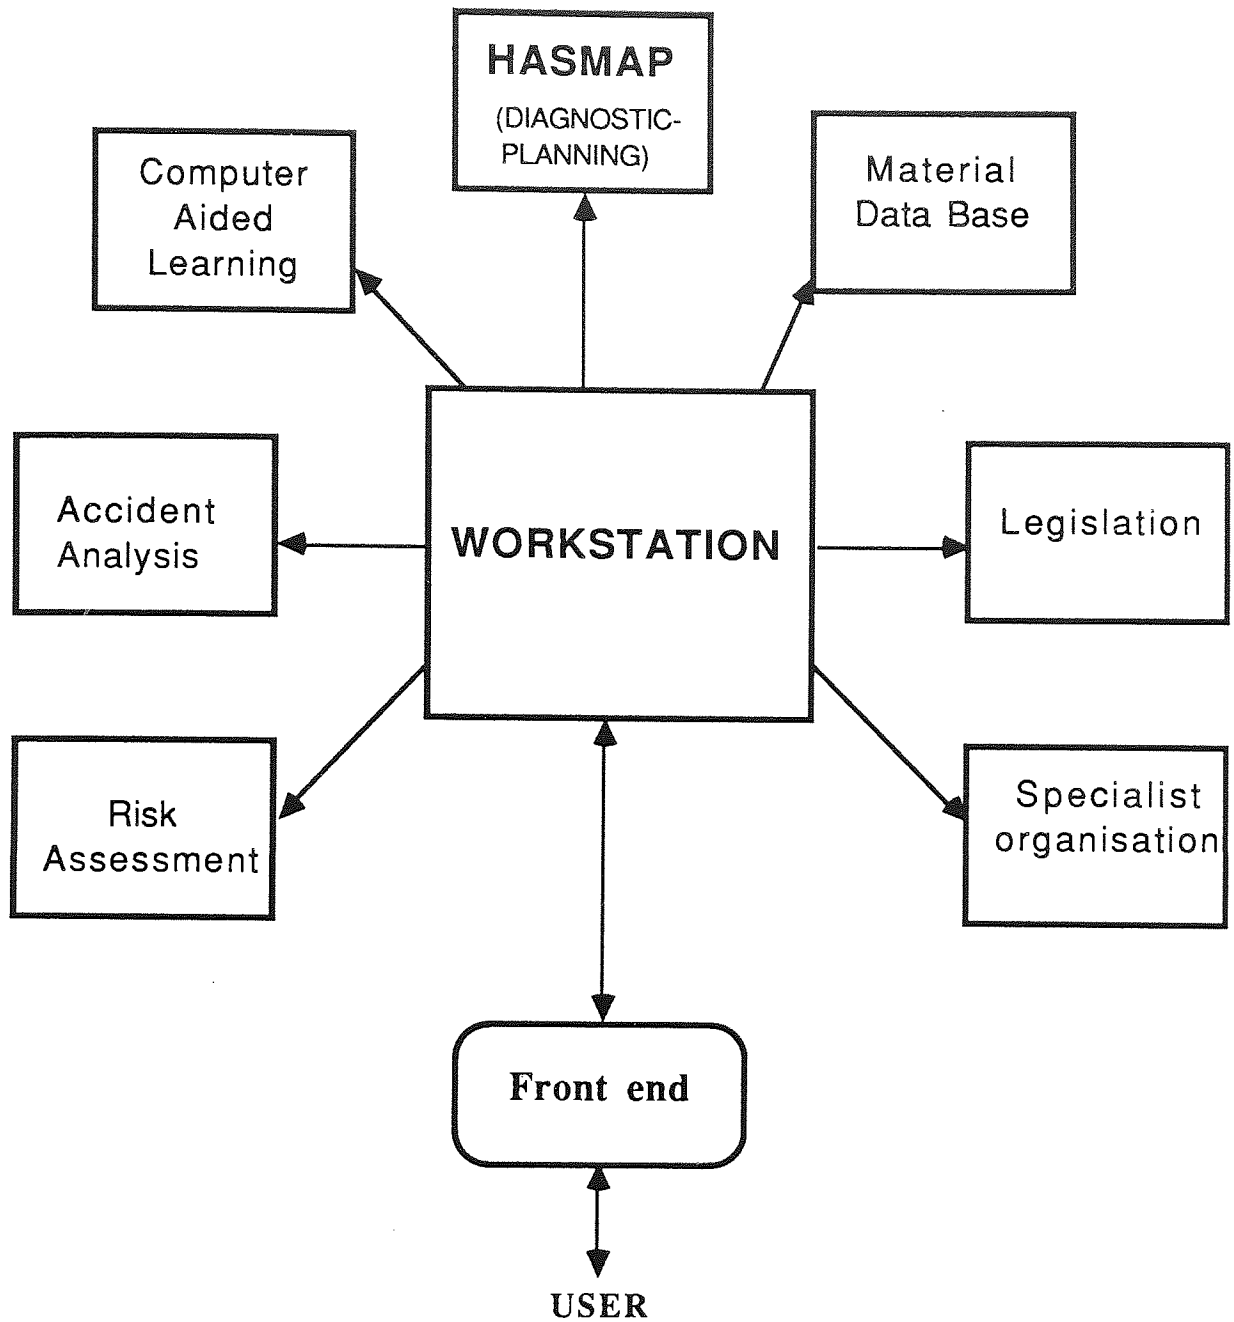 HASMAP
(DIAGNOSTIC-
PLANNING)
Computer
Aided
Learning
Material
Data Base
Accident
Analysis
WORKSTATION
Legislation
Risk
Assessment
Specialist
organisation
Front end
USER